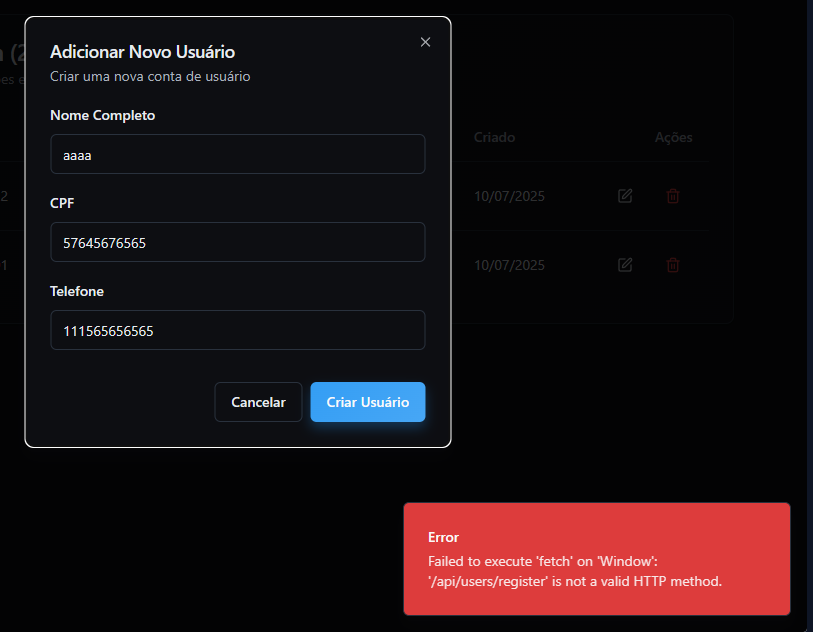 Adicionar Novo Usuário
Criar uma nova conta de usuário
Nome Completo
aaaa
CPF
57645676565
Telefone
111565656565
Cancelar
Criar Usuário
(2
es e
Criado
Ações
2
10/07/2025
1
10/07/2025
Error
Failed to execute 'fetch' on 'Window':
'/api/users/register' is not a valid HTTP method.